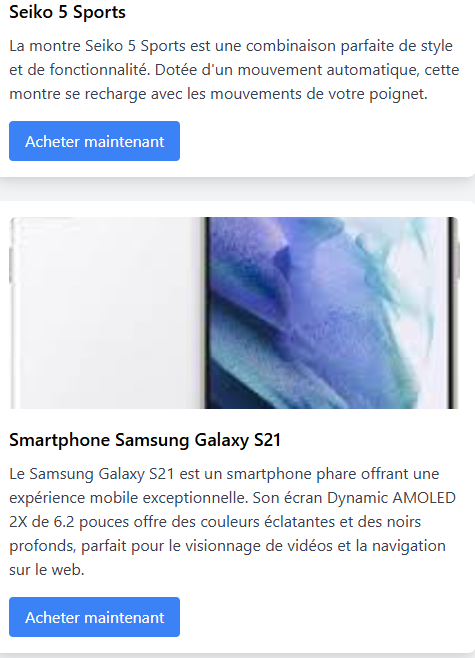 Seiko 5 Sports
La montre Seiko 5 Sports est une combinaison parfaite de style
et de fonctionnalité. Dotée d'un mouvement automatique, cette
montre se recharge avec les mouvements de votre poignet.
Acheter maintenant
Smartphone Samsung Galaxy S21
Le Samsung Galaxy S21 est un smartphone phare offrant une
expérience mobile exceptionnelle. Son écran Dynamic AMOLED
2X de 6.2 pouces offre des couleurs éclatantes et des noirs
profonds, parfait pour le visionnage de vidéos et la navigation
sur le web.
Acheter maintenant